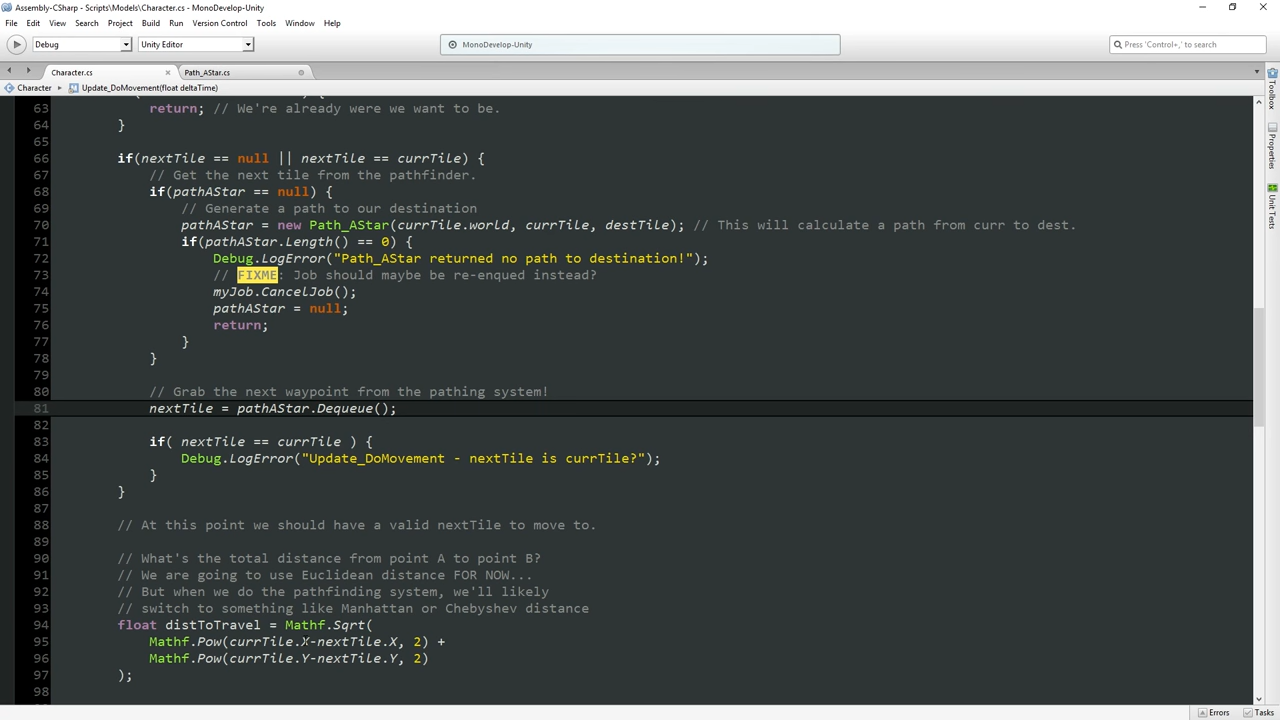 Assembly-CSharp - Scripts\Models\Character.cs - MonoDevelop-Unity
File Edit View Search Project Build Run Version Control Tools Window Help
Debug Unity Editor MonoDevelop-Unity Press 'Control+,' to search
Character.cs Path_AStar.cs
Character Update_DoMovement(float deltaTime)
63 return; // We're already were we want to be.
64 }
65
66 if(nextTile == null || nextTile == currTile) {
67 // Get the next tile from the pathfinder.
68 if(pathAStar == null) {
69 // Generate a path to our destination
70 pathAStar = new Path_AStar(currTile.world, currTile, destTile); // This will calculate a path from curr to dest.
71 if(pathAStar.Length() == 0) {
72 Debug.LogError("Path_AStar returned no path to destination!");
73 // FIXME: Job should maybe be re-enqued instead?
74 myJob.CancelJob();
75 pathAStar = null;
76 return;
77 }
78 }
79
80 // Grab the next waypoint from the pathing system!
81 nextTile = pathAStar.Dequeue();
82
83 if( nextTile == currTile ) {
84 Debug.LogError("Update_DoMovement - nextTile is currTile?");
85 }
86 }
87
88 // At this point we should have a valid nextTile to move to.
89
90 // What's the total distance from point A to point B?
91 // We are going to use Euclidean distance FOR NOW...
92 // But when we do the pathfinding system, we'll likely
93 // switch to something like Manhattan or Chebyshev distance
94 float distToTravel = Mathf.Sqrt(
95 Mathf.Pow(currTile.X-nextTile.X, 2) +
96 Mathf.Pow(currTile.Y-nextTile.Y, 2)
97 );
98
Toolbox
Properties
Unit Tests
Errors Tasks